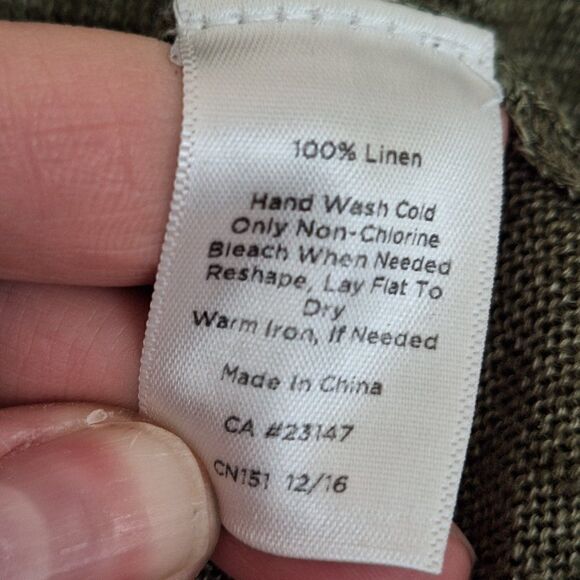 100% Linen
Hand Wash Cold
Only Non-Chlorine
Bleach When Needed
Reshape, Lay Flat To
Dry
Warm Iron, If Needed
Made In China
CA #23147
CN151 12/16